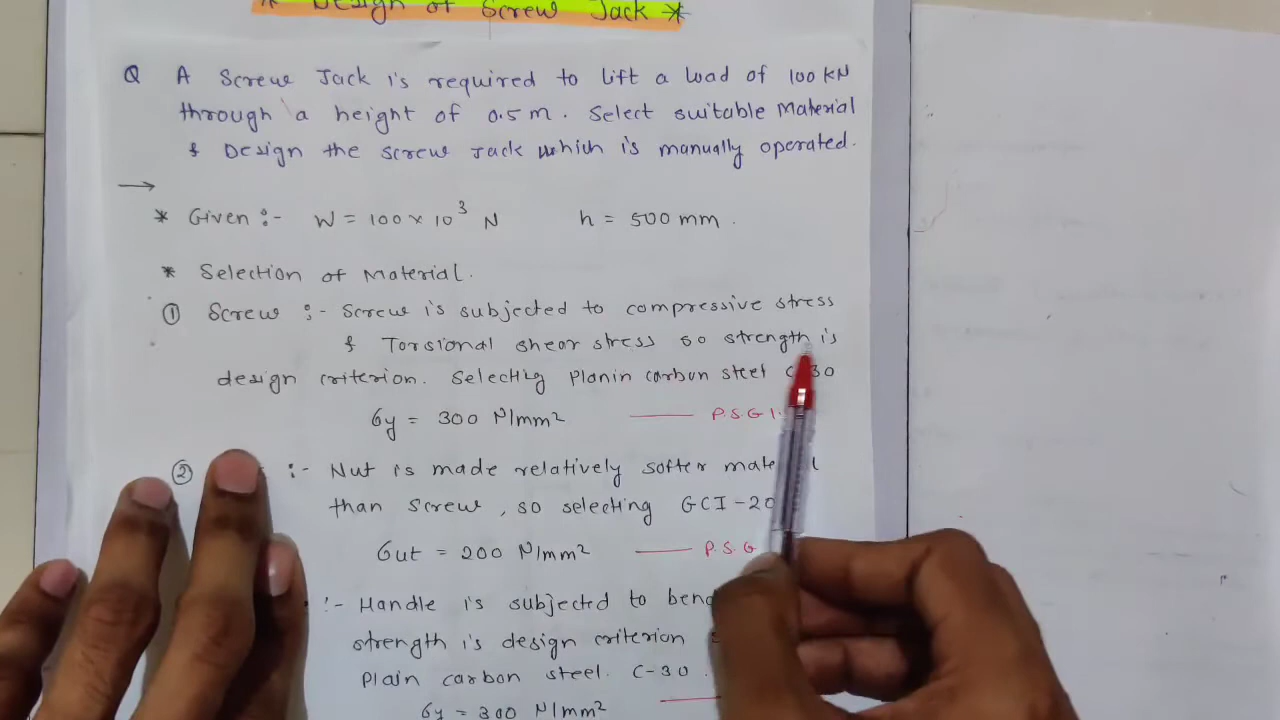 * Design of Screw Jack *
Q A Screw Jack is required to lift a load of 100 KN
through a height of 0.5 m. Select suitable Material
& Design the screw Jack which is manually operated.
→
* Given :- W = 100 × 10³ N h = 500 mm.
* Selection of Material.
① Screw :- Screw is subjected to compressive stress
& Torsional shear stress so strength is
design criterion. Selecting Planin carbon steel C 30
σy = 300 N/mm² — P.S.G 1.
② :- Nut is made relatively softer
than screw, so selecting GCI-20
σut = 200 N/mm² — P.S.G
:- Handle is subjected to
strength is design criterion
Plain carbon steel. C-30
σy = 300 N/mm² —